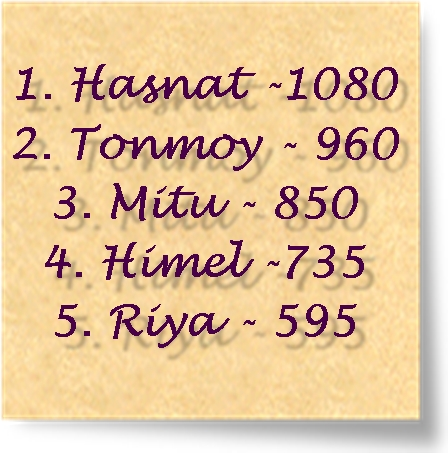 1. Hasnat ~1080
2. Tonmoy ~ 960
3. Mitu ~ 850
4. Himel ~735
5. Riya ~ 595